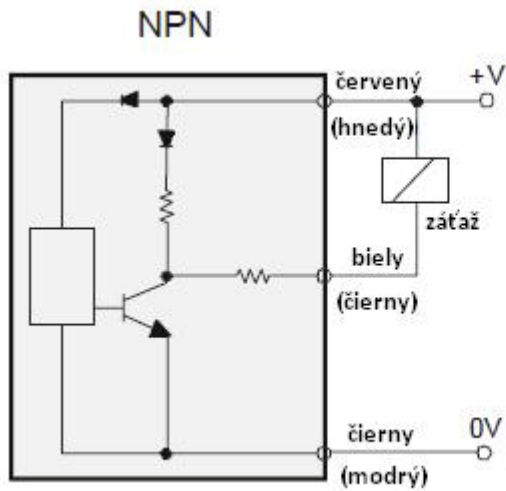 NPN
červený
+V
(hnedý)
záťaž
biely
(čierny)
čierny
0V
(modrý)